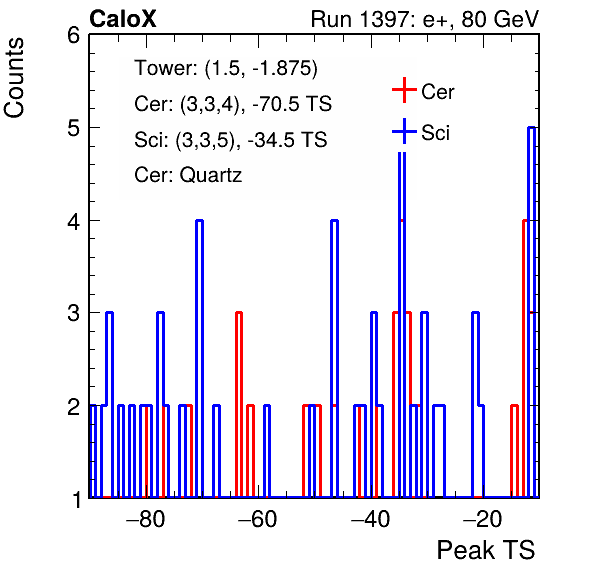 CaloX Run 1397: e+, 80 GeV
Counts
6
5
4
3
2
1
Tower: (1.5, -1.875)
Cer: (3,3,4), -70.5 TS
Sci: (3,3,5), -34.5 TS
Cer: Quartz
Cer
Sci
−80 −60 −40 −20
Peak TS